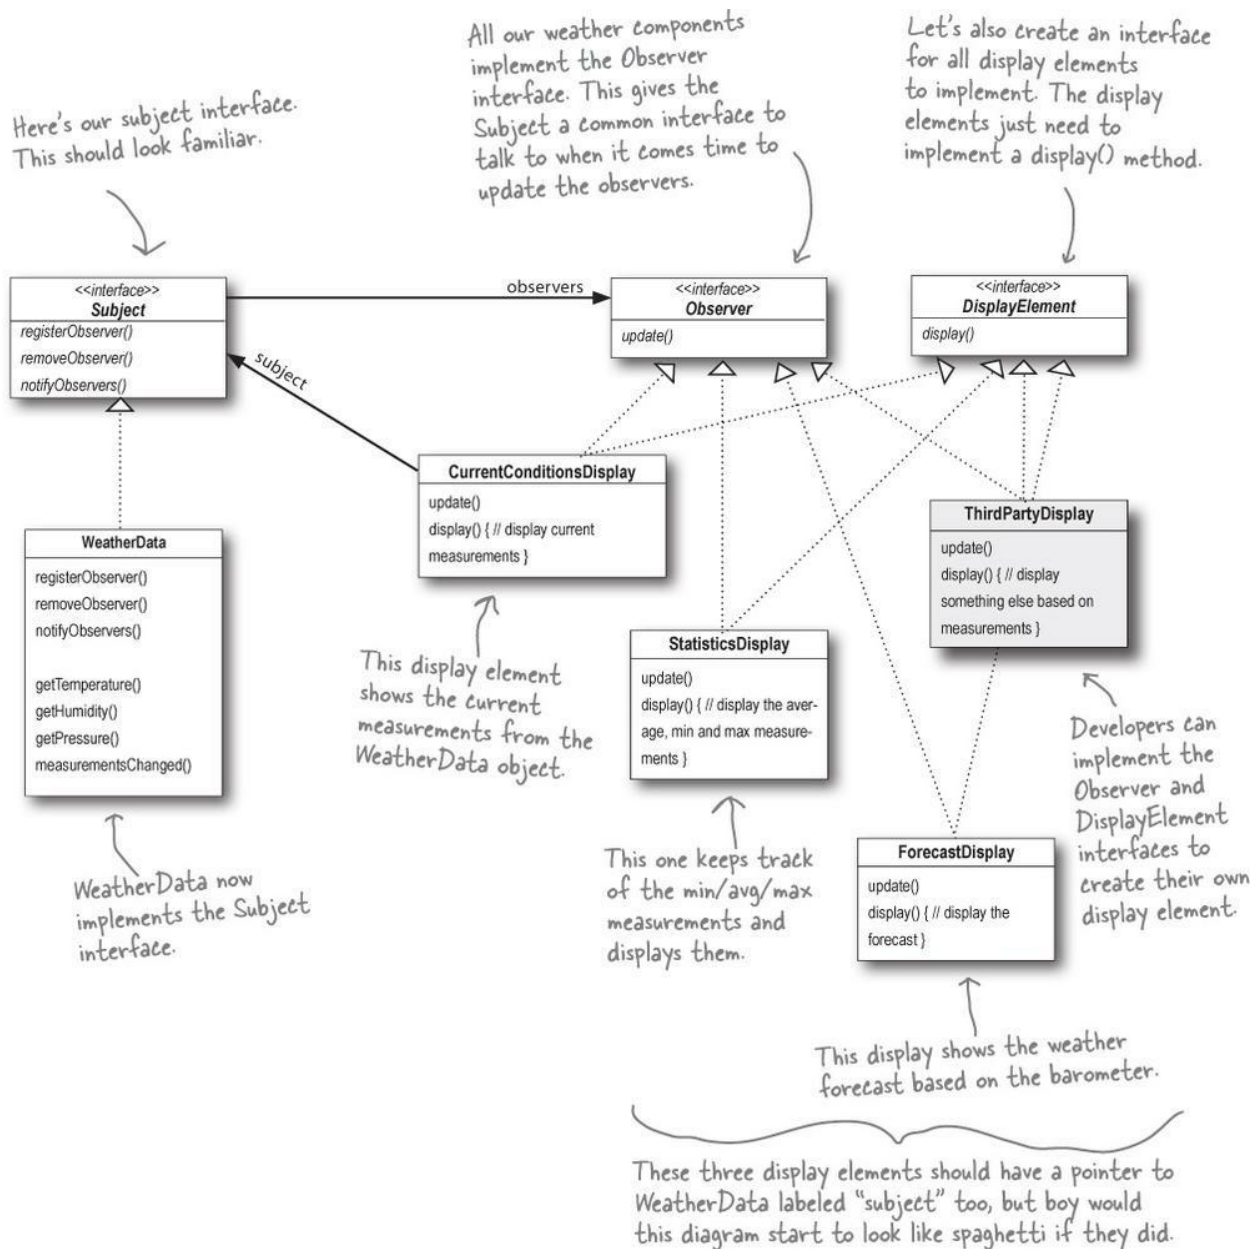 Here's our subject interface.
This should look familiar.
All our weather components
implement the Observer
interface. This gives the
Subject a common interface to
talk to when it comes time to
update the observers.
Let's also create an interface
for all display elements
to implement. The display
elements just need to
implement a display() method.
<<interface>>
Subject
registerObserver()
removeObserver()
notifyObservers()
observers
subject
<<interface>>
Observer
update()
<<interface>>
DisplayElement
display()
WeatherData
registerObserver()
removeObserver()
notifyObservers()
getTemperature()
getHumidity()
getPressure()
measurementsChanged()
WeatherData now
implements the Subject
interface.
CurrentConditionsDisplay
update()
display() { // display current
measurements }
This display element
shows the current
measurements from the
WeatherData object.
StatisticsDisplay
update()
display() { // display the aver-
age, min and max measure-
ments }
This one keeps track
of the min/avg/max
measurements and
displays them.
ThirdPartyDisplay
update()
display() { // display
something else based on
measurements }
Developers can
implement the
Observer and
DisplayElement
interfaces to
create their own
display element.
ForecastDisplay
update()
display() { // display the
forecast }
This display shows the weather
forecast based on the barometer.
These three display elements should have a pointer to
WeatherData labeled "subject" too, but boy would
this diagram start to look like spaghetti if they did.